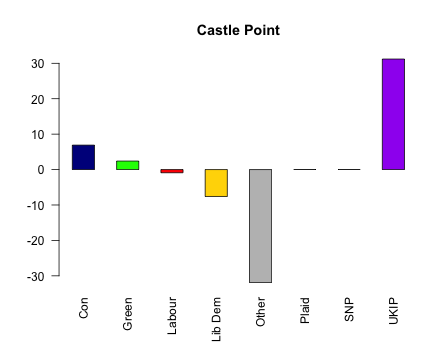 Castle Point
30
20
10
0
-10
-20
-30
Con
Green
Labour
Lib Dem
Other
Plaid
SNP
UKIP